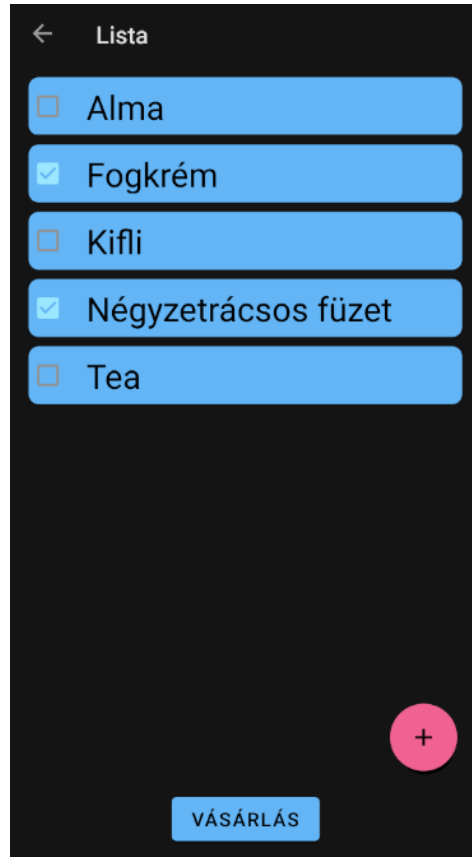 Lista
Alma
Fogkrém
Kifli
Négyzetrácsos füzet
Tea
+
VÁSÁRLÁS